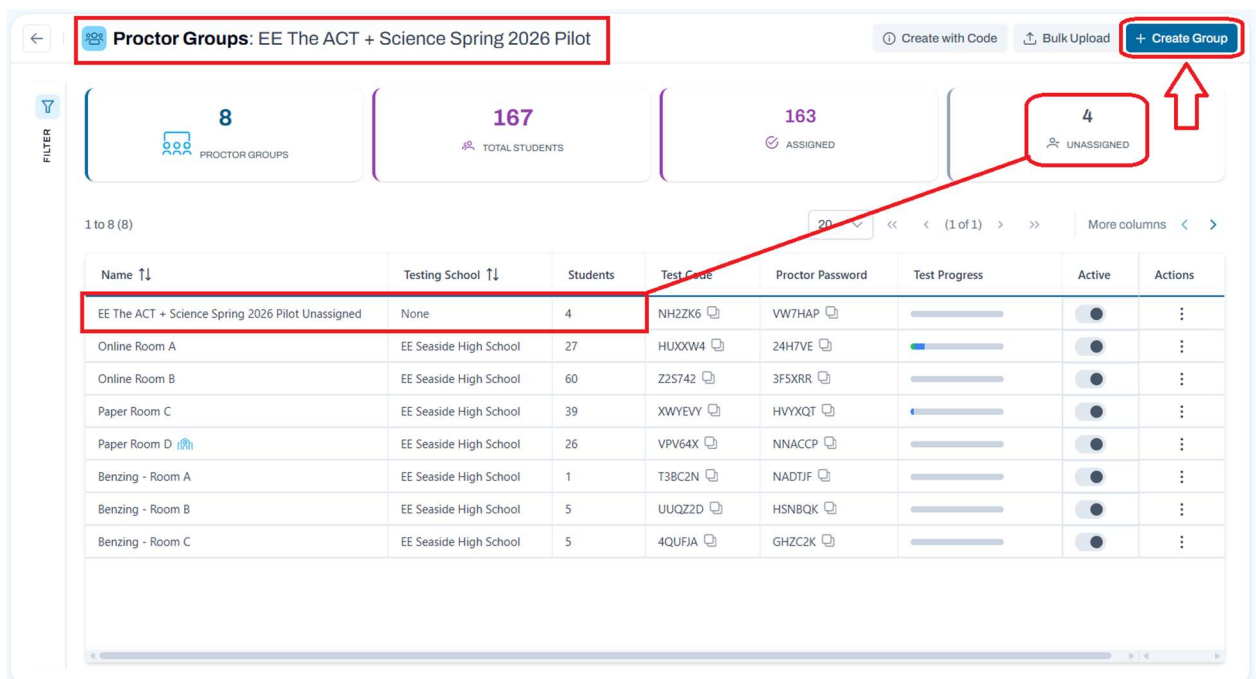 Proctor Groups: EE The ACT + Science Spring 2026 Pilot
Create with Code
Bulk Upload
+ Create Group
FILTER
8
PROCTOR GROUPS
167
TOTAL STUDENTS
163
ASSIGNED
4
UNASSIGNED
1 to 8 (8)
20
<< < (1 of 1) > >>
More columns < >
Name Testing School Students Test Code Proctor Password Test Progress Active Actions
EE The ACT + Science Spring 2026 Pilot Unassigned None 4 NH2ZK6 VW7HAP
Online Room A EE Seaside High School 27 HUXXW4 24H7VE
Online Room B EE Seaside High School 60 Z2S742 3F5XRR
Paper Room C EE Seaside High School 39 XWYEVY HVYXQT
Paper Room D EE Seaside High School 26 VPV64X NNACCP
Benzing - Room A EE Seaside High School 1 T3BC2N NADTJF
Benzing - Room B EE Seaside High School 5 UUQZ2D HSNBQK
Benzing - Room C EE Seaside High School 5 4QUFJA GHZC2K